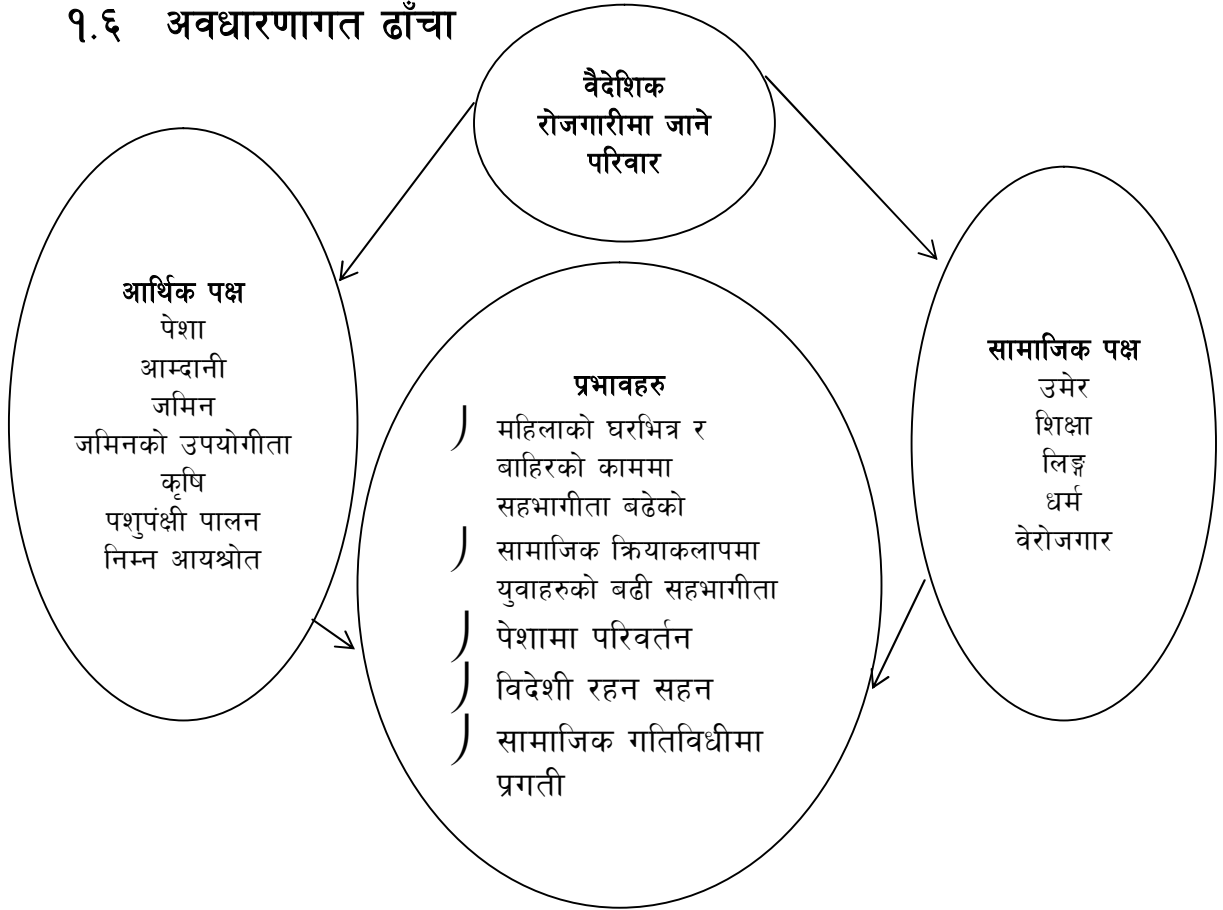 १.६ अवधारणागत ढाँचा
वैदेशिक
रोजगारीमा जाने
परिवार
आर्थिक पक्ष
पेशा
आम्दानी
जमिन
जमिनको उपयोगीता
कृषि
पशुपंक्षी पालन
निम्न आयश्रोत
प्रभावहरु
महिलाको घरभित्र र
बाहिरको काममा
सहभागीता बढेको
सामाजिक क्रियाकलापमा
युवाहरुको बढी सहभागीता
पेशामा परिवर्तन
विदेशी रहन सहन
सामाजिक गतिविधीमा
प्रगती
सामाजिक पक्ष
उमेर
शिक्षा
लिङ्ग
धर्म
वेरोजगार